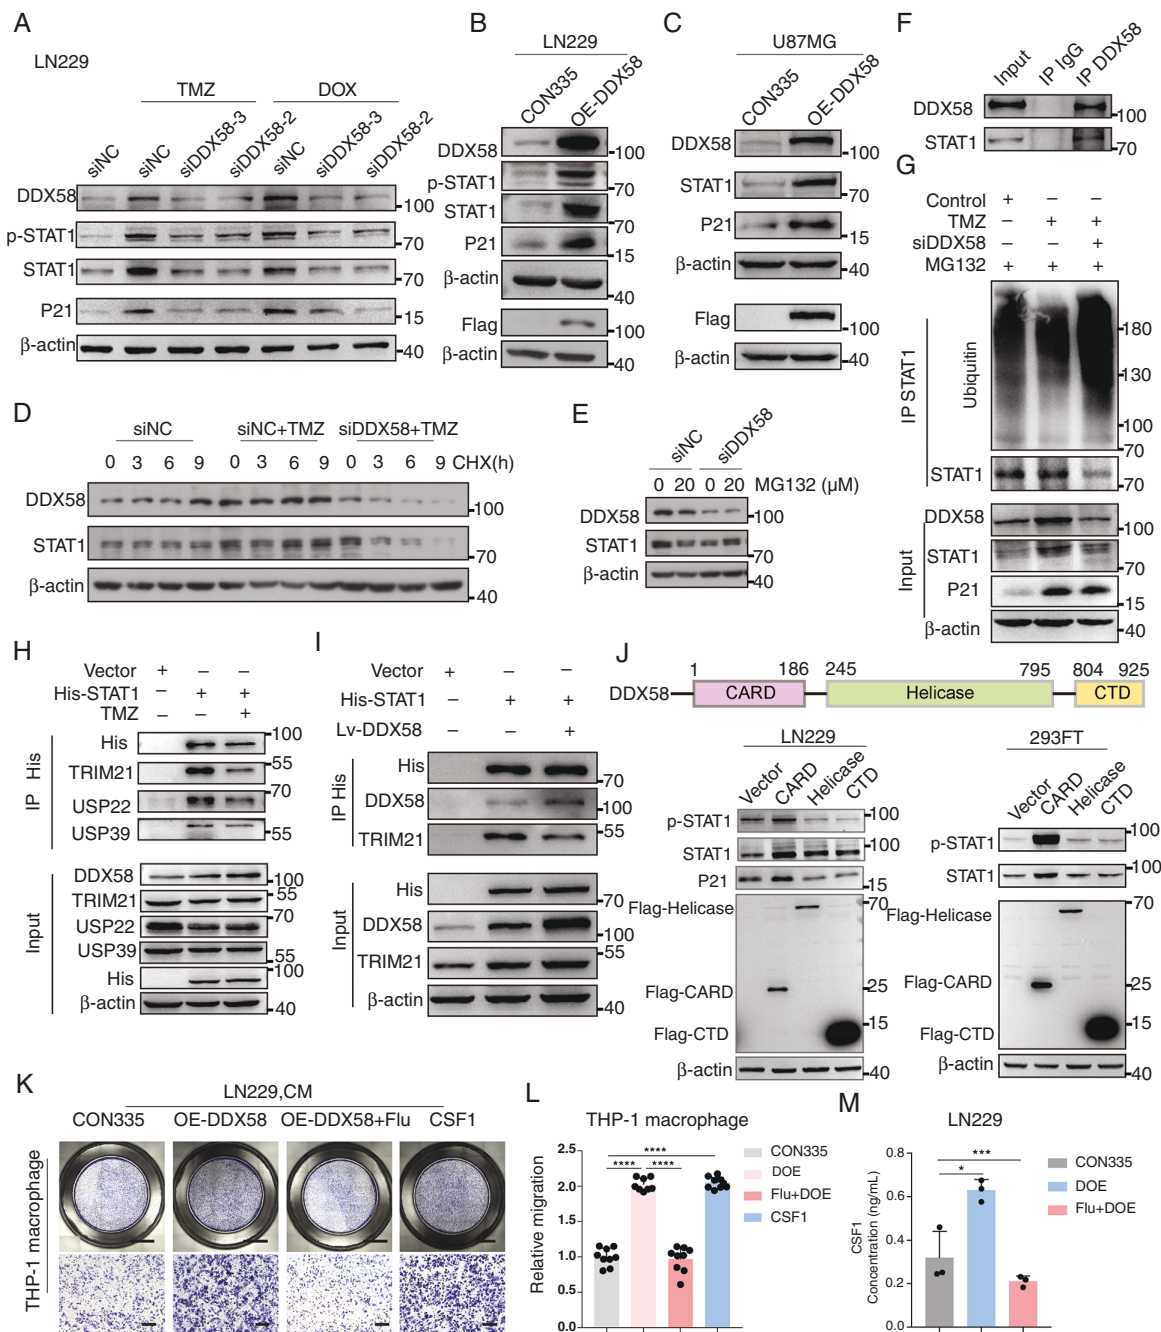 A
LN229
TMZ DOX
siNC siNC siDDX58-3 siDDX58-2 siNC siDDX58-3 siDDX58-2
DDX58 100
p-STAT1 70
STAT1 70
P21 15
β-actin 40
B
LN229
CON335 OE-DDX58
DDX58 100
p-STAT1 70
STAT1 70
P21 15
β-actin 40
Flag 100
β-actin 40
C
U87MG
CON335 OE-DDX58
DDX58 100
STAT1 70
P21 15
β-actin 40
Flag 100
β-actin 40
D
siNC siNC+TMZ siDDX58+TMZ
0 3 6 9 0 3 6 9 0 3 6 9 CHX(h)
DDX58 100
STAT1 70
β-actin 40
E
siNC siDDX58
0 20 0 20 MG132 (μM)
DDX58 100
STAT1 70
β-actin 40
F
Input IP IgG IP DDX58
DDX58 100
STAT1 70
G
Control + – –
TMZ – + +
siDDX58 – – +
MG132 + + +
IP STAT1
Ubiquitin 180 130 100 70
STAT1 70
Input
DDX58 100
STAT1 70
P21 15
β-actin 40
H
Vector + – –
His-STAT1 – + +
TMZ – – +
IP His
His 100
TRIM21 55
USP22 70
USP39 55
Input
DDX58 100
TRIM21 55
USP22 70
USP39 55
His 100
β-actin 40
I
Vector + – –
His-STAT1 – + +
Lv-DDX58 – – +
IP His
His 70
DDX58 100
TRIM21 55
Input
His
DDX58 100
TRIM21 55
β-actin 40
J
1 186 245 795 804 925
DDX58 CARD Helicase CTD
LN229
Vector CARD Helicase CTD
p-STAT1 100
STAT1 100
P21 15
Flag-Helicase 70
Flag-CARD 25
Flag-CTD 15
β-actin 40
293FT
Vector CARD Helicase CTD
p-STAT1 100
STAT1 100
Flag-Helicase 70
Flag-CARD 25
Flag-CTD 15
β-actin 40
K
LN229,CM
CON335 OE-DDX58 OE-DDX58+Flu CSF1
THP-1 macrophage
L
THP-1 macrophage
Relative migration
2.5
2.0
1.5
1.0
0.5
0.0
****
**** ****
CON335
DOE
Flu+DOE
CSF1
M
LN229
CSF1
Concentration (ng/mL)
0.6
0.4
0.2
0
***
*
CON335
DOE
Flu+DOE